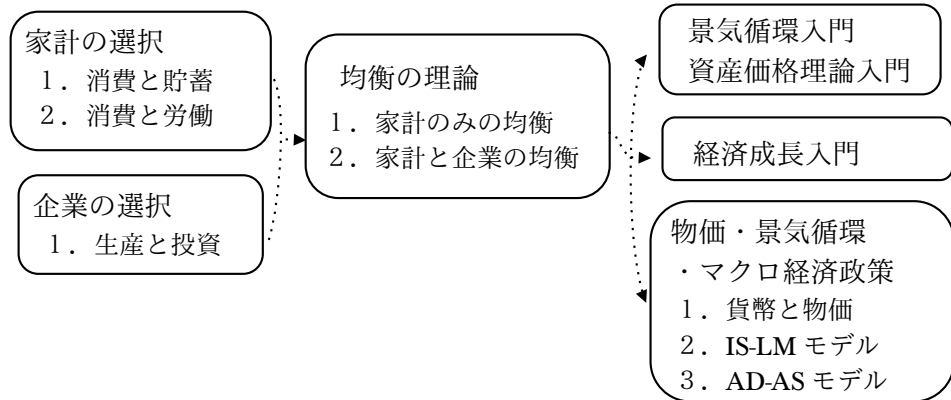 家計の選択
１．消費と貯蓄
２．消費と労働
企業の選択
１．生産と投資
均衡の理論
１．家計のみの均衡
２．家計と企業の均衡
景気循環入門
資産価格理論入門
経済成長入門
物価・景気循環
・マクロ経済政策
１．貨幣と物価
２．IS-LM モデル
３．AD-AS モデル